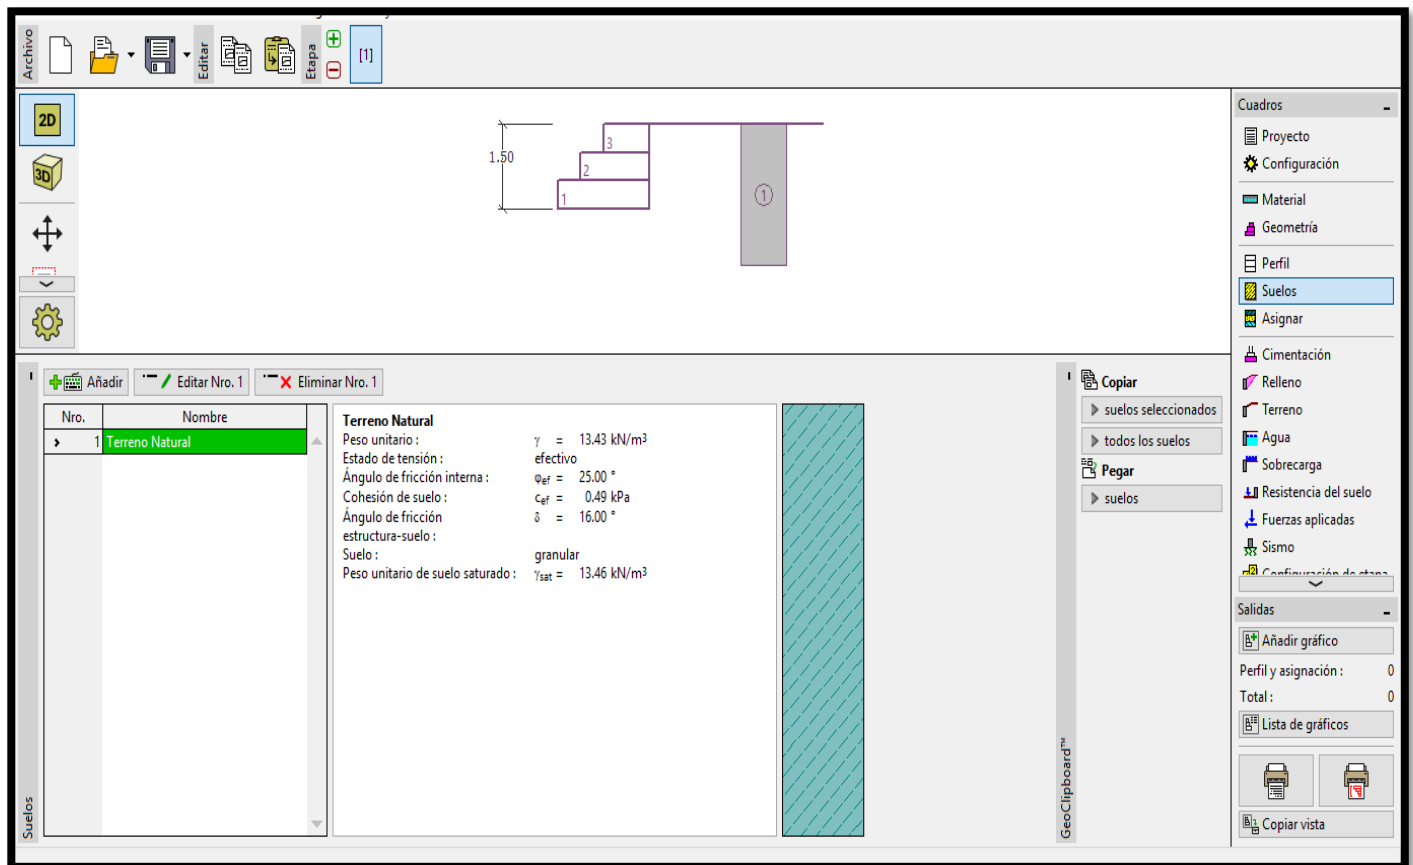 Archivo
Editar
Etapa
[1]
2D
3D
1.50
3
2
1
1
Cuadros
Proyecto
Configuración
Material
Geometría
Perfil
Suelos
Asignar
Cimentación
Relleno
Terreno
Agua
Sobrecarga
Resistencia del suelo
Fuerzas aplicadas
Sismo
Configuración de etapa
Suelos
Añadir
Editar Nro. 1
Eliminar Nro. 1
Nro. Nombre
1 Terreno Natural
Terreno Natural
Peso unitario : γ = 13.43 kN/m³
Estado de tensión : efectivo
Ángulo de fricción interna : φef = 25.00 °
Cohesión de suelo : cef = 0.49 kPa
Ángulo de fricción δ = 16.00 °
estructura-suelo :
Suelo : granular
Peso unitario de suelo saturado : γsat = 13.46 kN/m³
GeoClipboard™
Copiar
suelos seleccionados
todos los suelos
Pegar
suelos
Salidas
Añadir gráfico
Perfil y asignación : 0
Total : 0
Lista de gráficos
Copiar vista